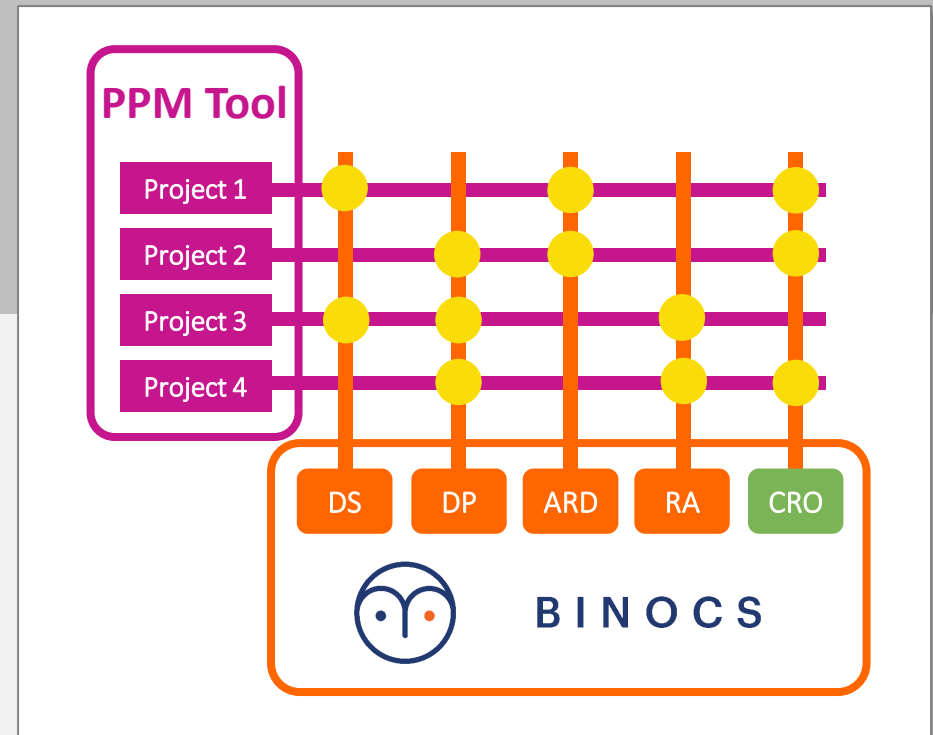 PPM Tool
Project 1
Project 2
Project 3
Project 4
DS DP ARD RA CRO
BINOCS